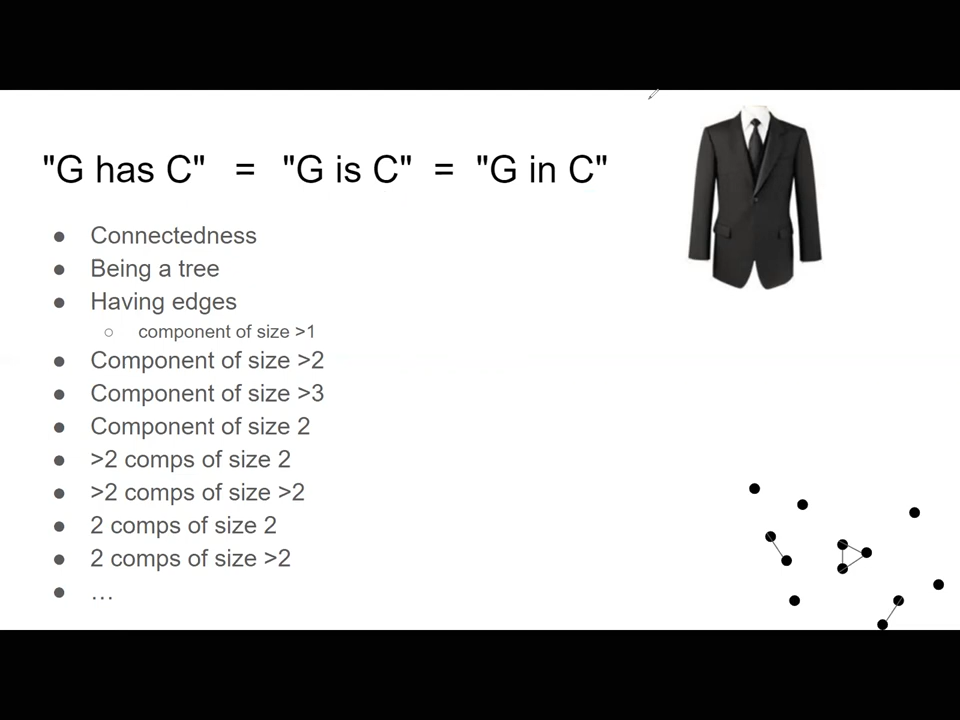 "G has C" = "G is C" = "G in C"
● Connectedness
● Being a tree
● Having edges
○ component of size >1
● Component of size >2
● Component of size >3
● Component of size 2
● >2 comps of size 2
● >2 comps of size >2
● 2 comps of size 2
● 2 comps of size >2
● …